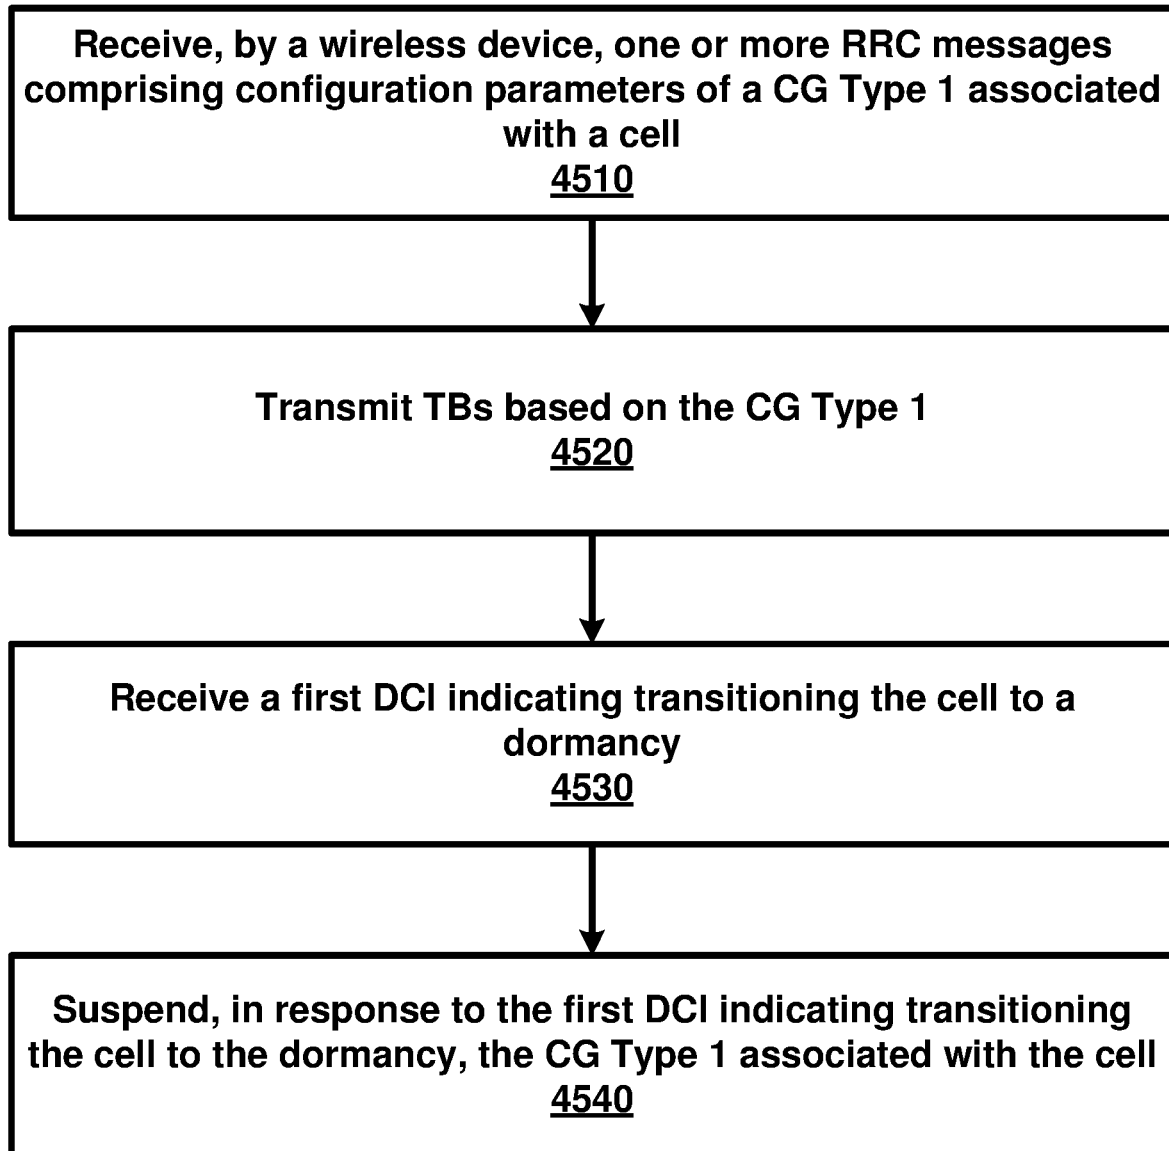 Receive, by a wireless device, one or more RRC messages
comprising configuration parameters of a CG Type 1 associated
with a cell
4510
Transmit TBs based on the CG Type 1
4520
Receive a first DCI indicating transitioning the cell to a
dormancy
4530
Suspend, in response to the first DCI indicating transitioning
the cell to the dormancy, the CG Type 1 associated with the cell
4540